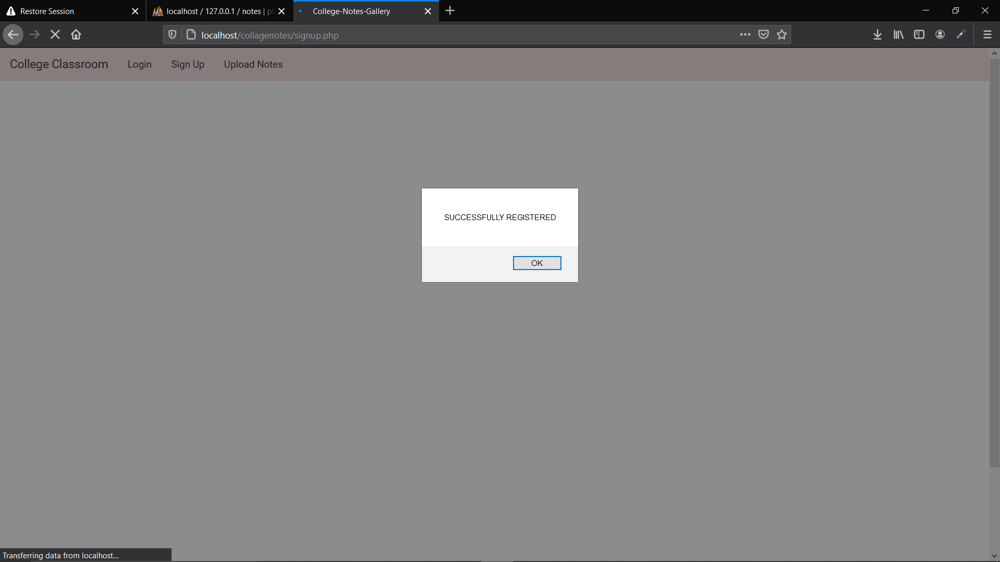 Restore Session
localhost / 127.0.0.1 / notes | ph
College-Notes-Gallery
localhost/collagenotes/signup.php
College Classroom
Login
Sign Up
Upload Notes
SUCCESSFULLY REGISTERED
OK
Transferring data from localhost...